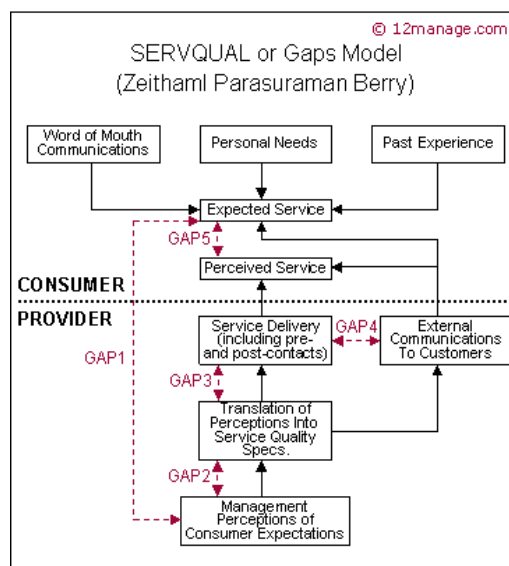 © 12manage.com
SERVQUAL or Gaps Model
(Zeithaml Parasuraman Berry)
Word of Mouth
Communications
Personal Needs
Past Experience
Expected Service
GAP5
Perceived Service
CONSUMER
PROVIDER
Service Delivery
(including pre-
and post-contacts)
GAP4
External
Communications
To Customers
GAP1
GAP3
Translation of
Perceptions Into
Service Quality
Specs.
GAP2
Management
Perceptions of
Consumer Expectations